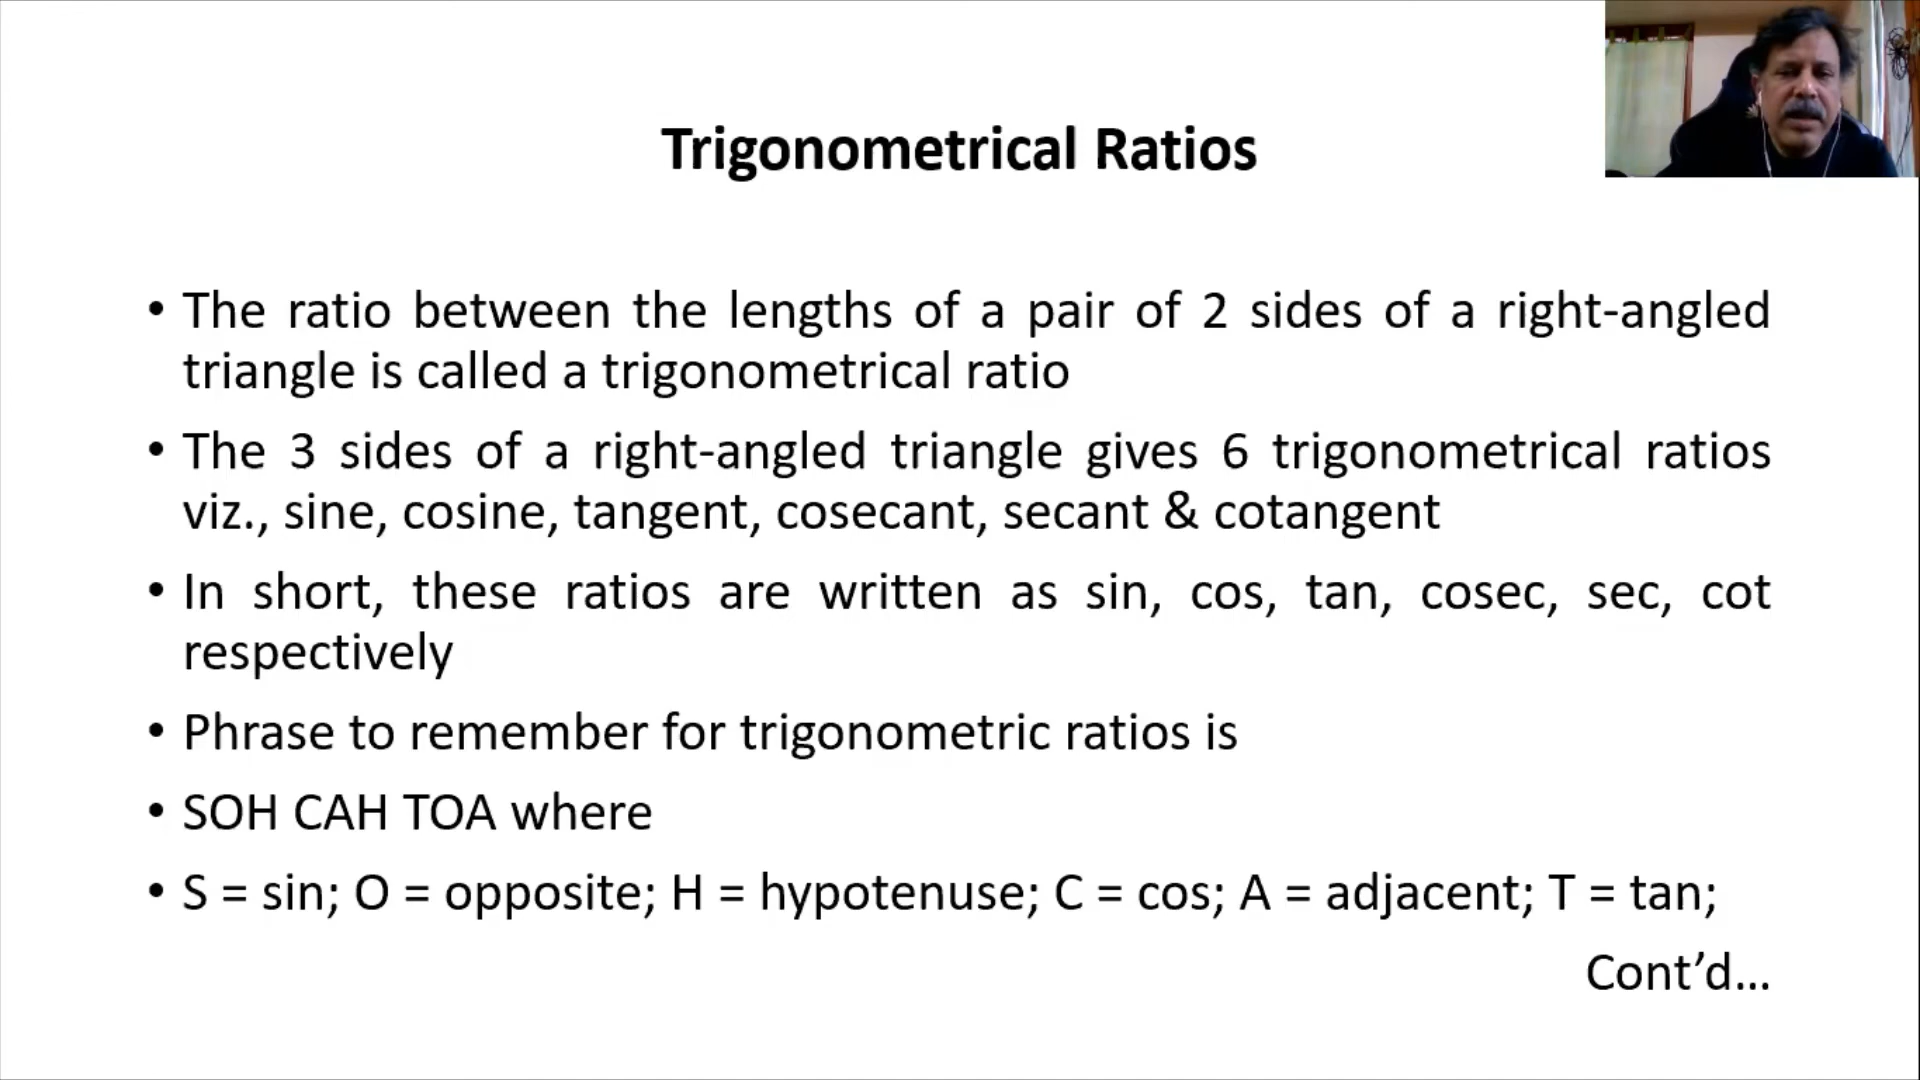 Trigonometrical Ratios
• The ratio between the lengths of a pair of 2 sides of a right-angled
triangle is called a trigonometrical ratio
• The 3 sides of a right-angled triangle gives 6 trigonometrical ratios
viz., sine, cosine, tangent, cosecant, secant & cotangent
• In short, these ratios are written as sin, cos, tan, cosec, sec, cot
respectively
• Phrase to remember for trigonometric ratios is
• SOH CAH TOA where
• S = sin; O = opposite; H = hypotenuse; C = cos; A = adjacent; T = tan;
Cont’d...